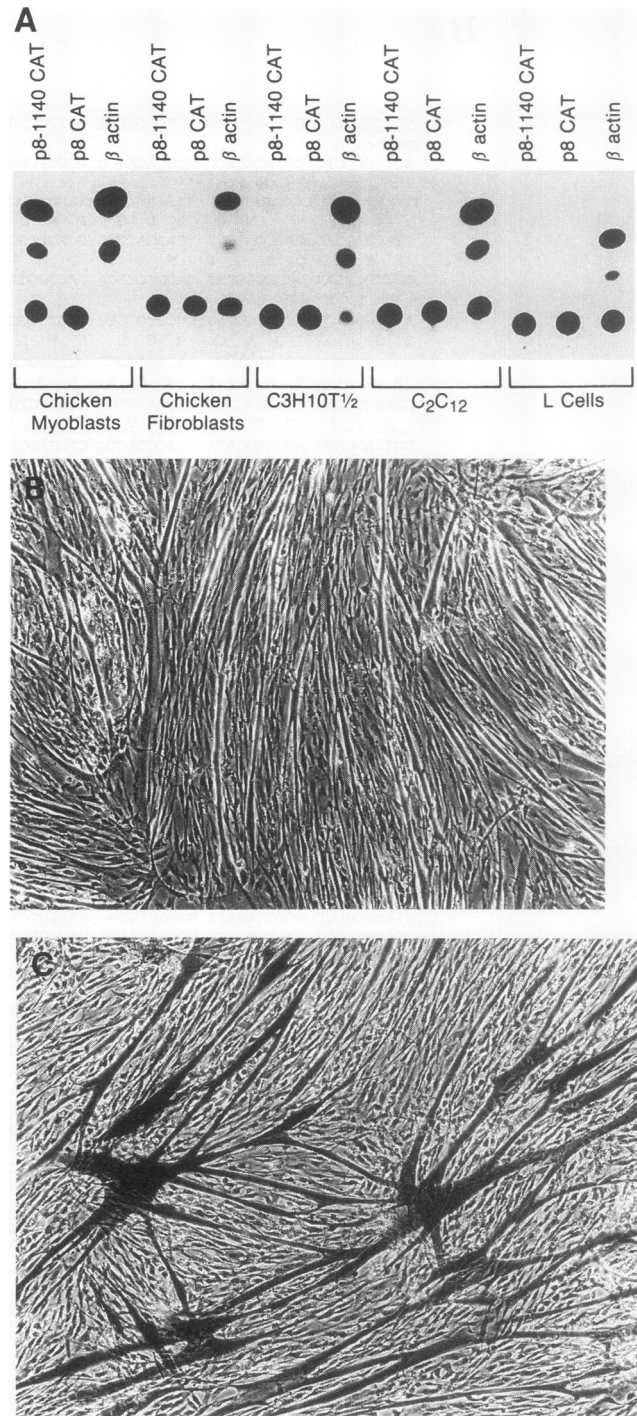 A
p8-1140 CAT
p8 CAT
β actin
p8-1140-CAT
p8 CAT
β actin
p8-1140 CAT
p8 CAT
β actin
p8-1140 CAT
p8 CAT
β actin
p8-1140 CAT
p8 CAT
β actin
Chicken
Myoblasts
Chicken
Fibroblasts
C3H10T½
C₂C₁₂
L Cells
B
C